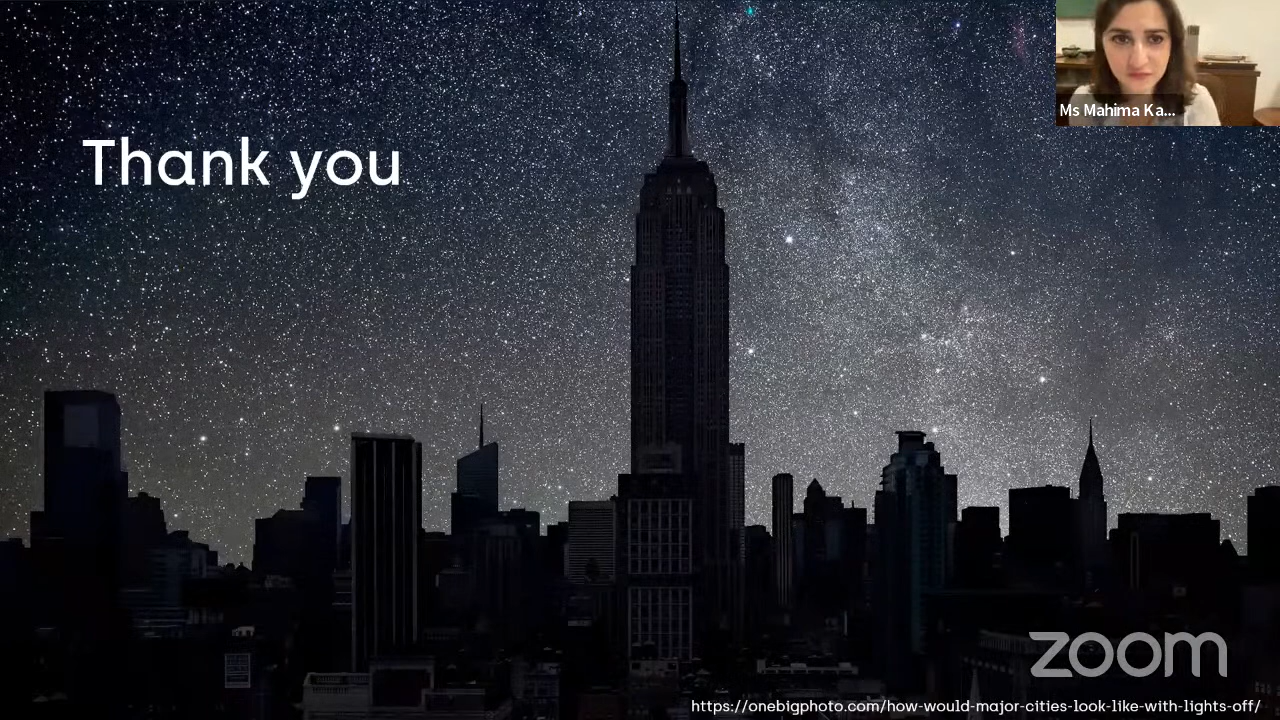 Ms Mahima Ka...
Thank you
zoom
https://onebigphoto.com/how-would-major-cities-look-like-with-lights-off/